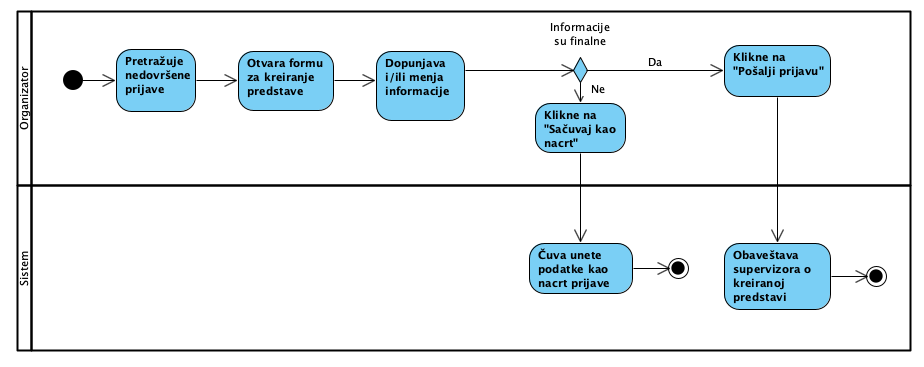 Organizator
Pretražuje
nedovršene
prijave
Otvara formu
za kreiranje
predstave
Dopunjava
i/ili menja
informacije
Informacije
su finalne
Da
Ne
Klikne na
"Pošalji prijavu"
Klikne na
"Sačuvaj kao
nacrt"
Sistem
Čuva unete
podatke kao
nacrt prijave
Obaveštava
supervizora o
kreiranoj
predstavi